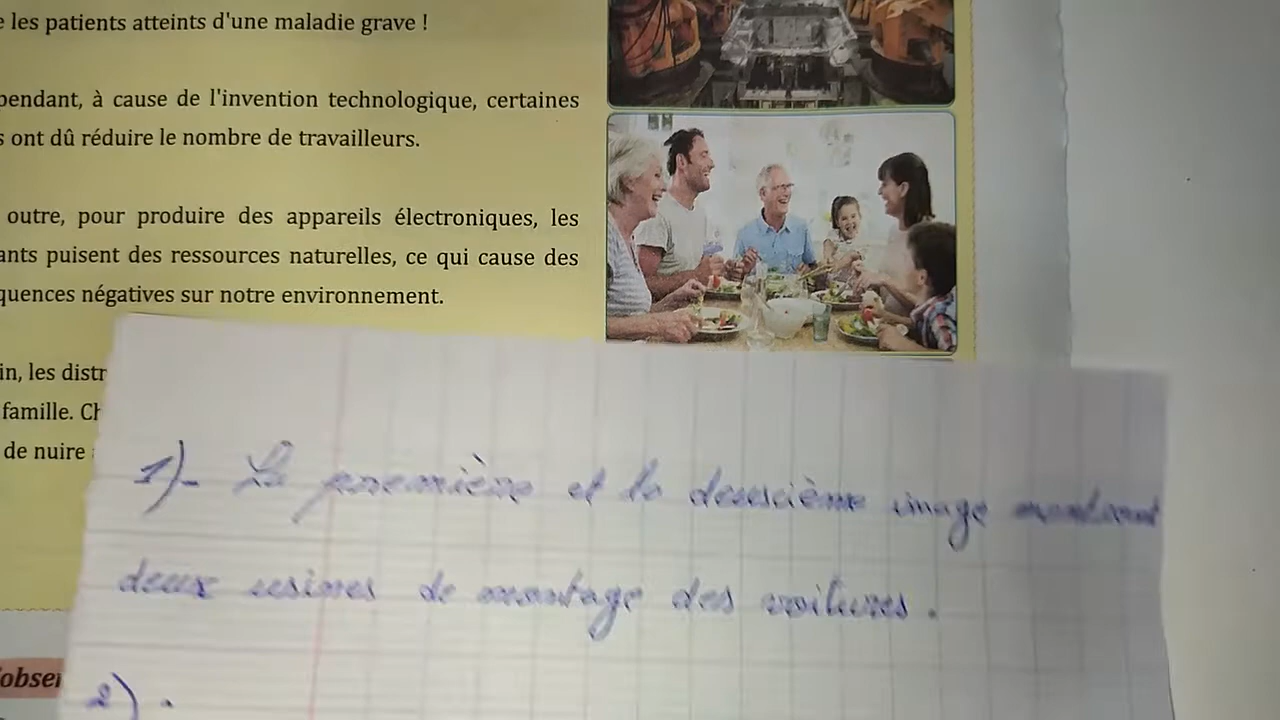 e les patients atteints d'une maladie grave !
pendant, à cause de l'invention technologique, certaines
s ont dû réduire le nombre de travailleurs.
outre, pour produire des appareils électroniques, les
ants puisent des ressources naturelles, ce qui cause des
quences négatives sur notre environnement.
in, les distr
famille. Ch
de nuire
1)- La première et la deuxième image montrent
deux usines de montage des voitures.
obser
2).